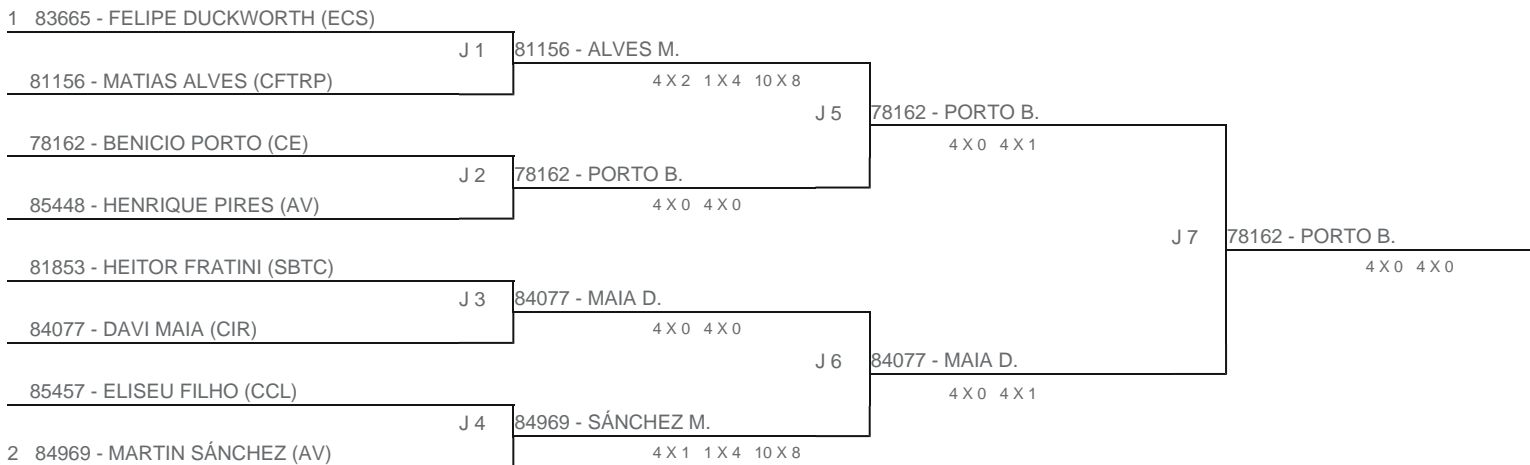 1 83665 - FELIPE DUCKWORTH (ECS)
J 1 81156 - ALVES M.
81156 - MATIAS ALVES (CFTRP)
4 X 2 1 X 4 10 X 8
J 5 78162 - PORTO B.
78162 - BENICIO PORTO (CE)
4 X 0 4 X 1
J 2 78162 - PORTO B.
85448 - HENRIQUE PIRES (AV)
4 X 0 4 X 0
J 7 78162 - PORTO B.
4 X 0 4 X 0
81853 - HEITOR FRATINI (SBTC)
J 3 84077 - MAIA D.
84077 - DAVI MAIA (CIR)
4 X 0 4 X 0
J 6 84077 - MAIA D.
85457 - ELISEU FILHO (CCL)
4 X 0 4 X 1
J 4 84969 - SÁNCHEZ M.
2 84969 - MARTIN SÁNCHEZ (AV)
4 X 1 1 X 4 10 X 8